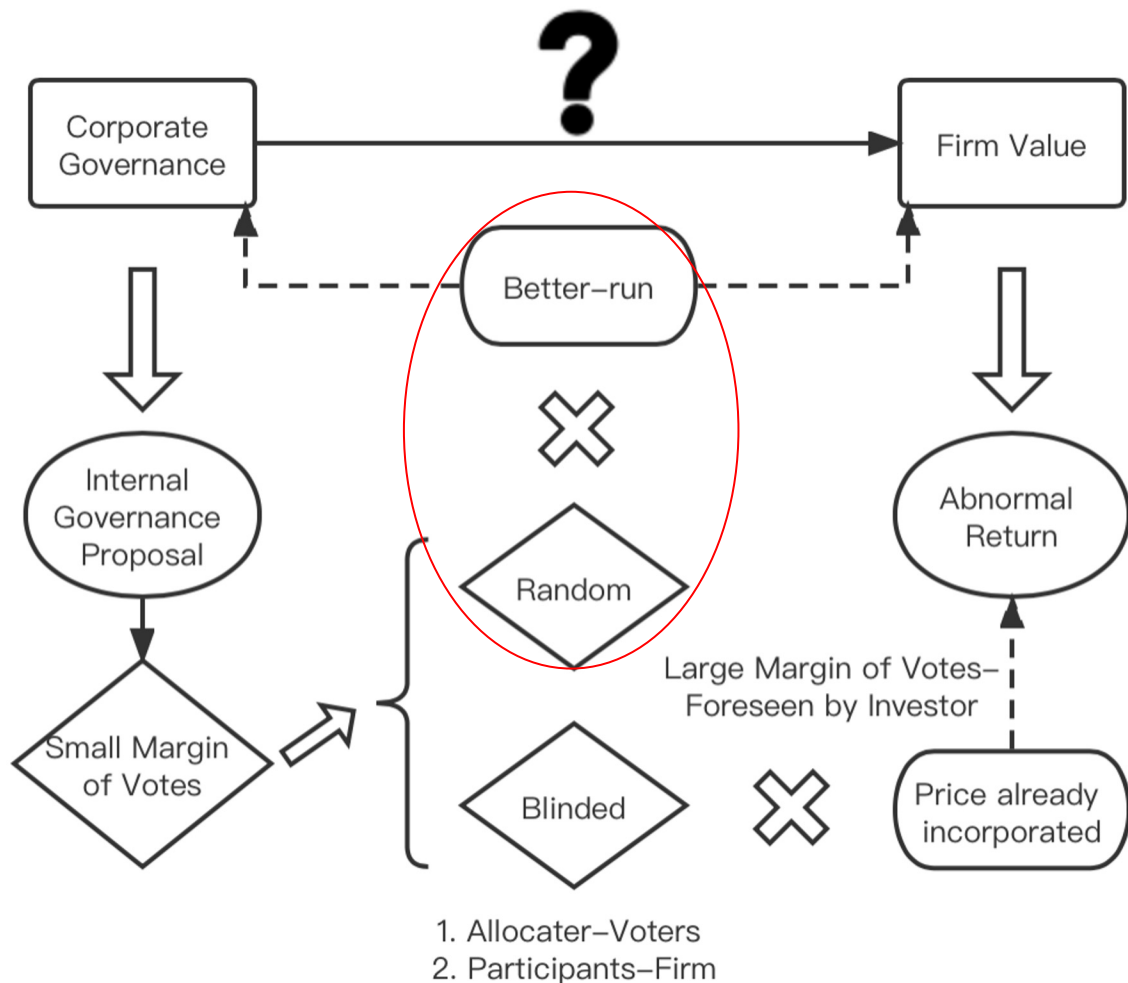 ?
Corporate
Governance
Firm Value
Better-run
Internal
Governance
Proposal
Random
Abnormal
Return
Large Margin of Votes-
Foreseen by Investor
Small Margin
of Votes
Blinded
Price already
incorporated
1. Allocater-Voters
2. Participants-Firm